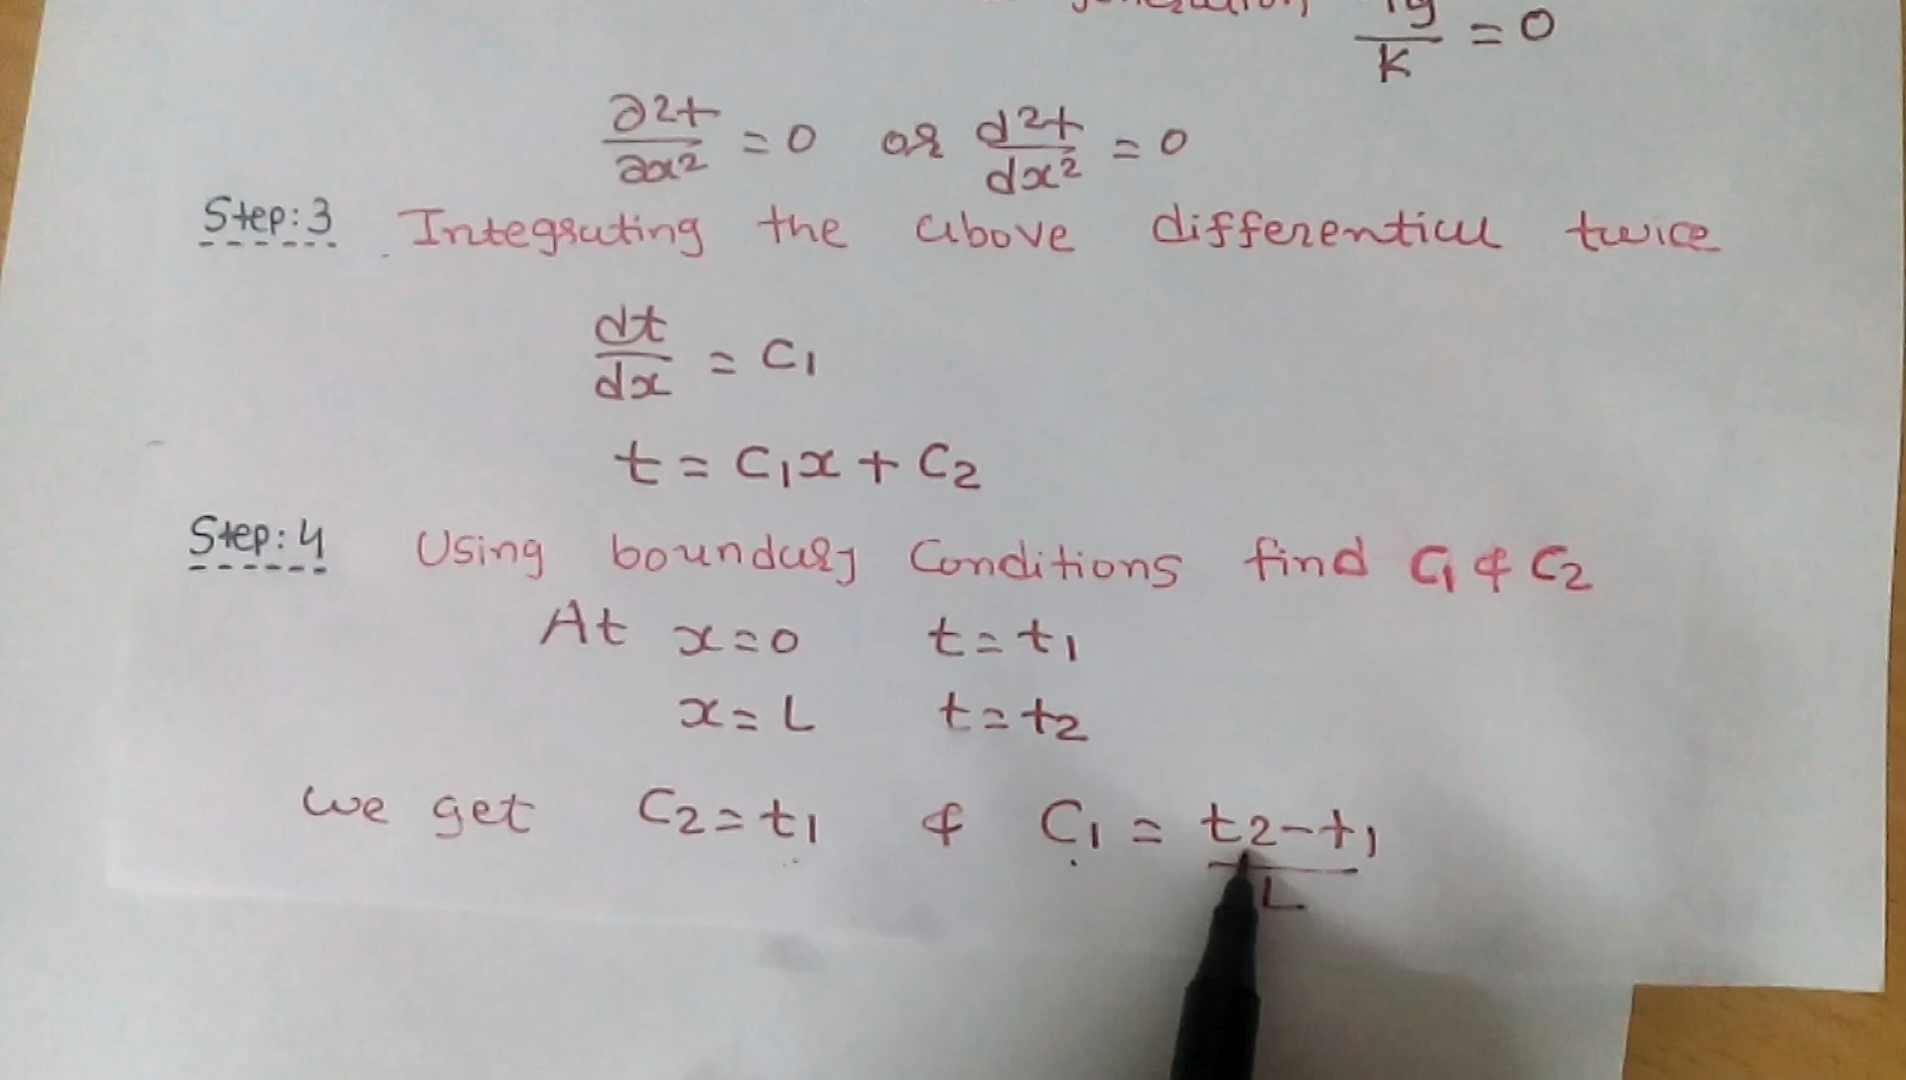 K = 0
∂2t/∂x2 = 0 or d2t/dx2 = 0
Step:3 Integrating the above differential twice
dt/dx = C1
t = C1x + C2
Step:4 Using boundary Conditions find C1 & C2
At x=0 t=t1
x=L t=t2
we get C2=t1 & C1 = t2-t1/L